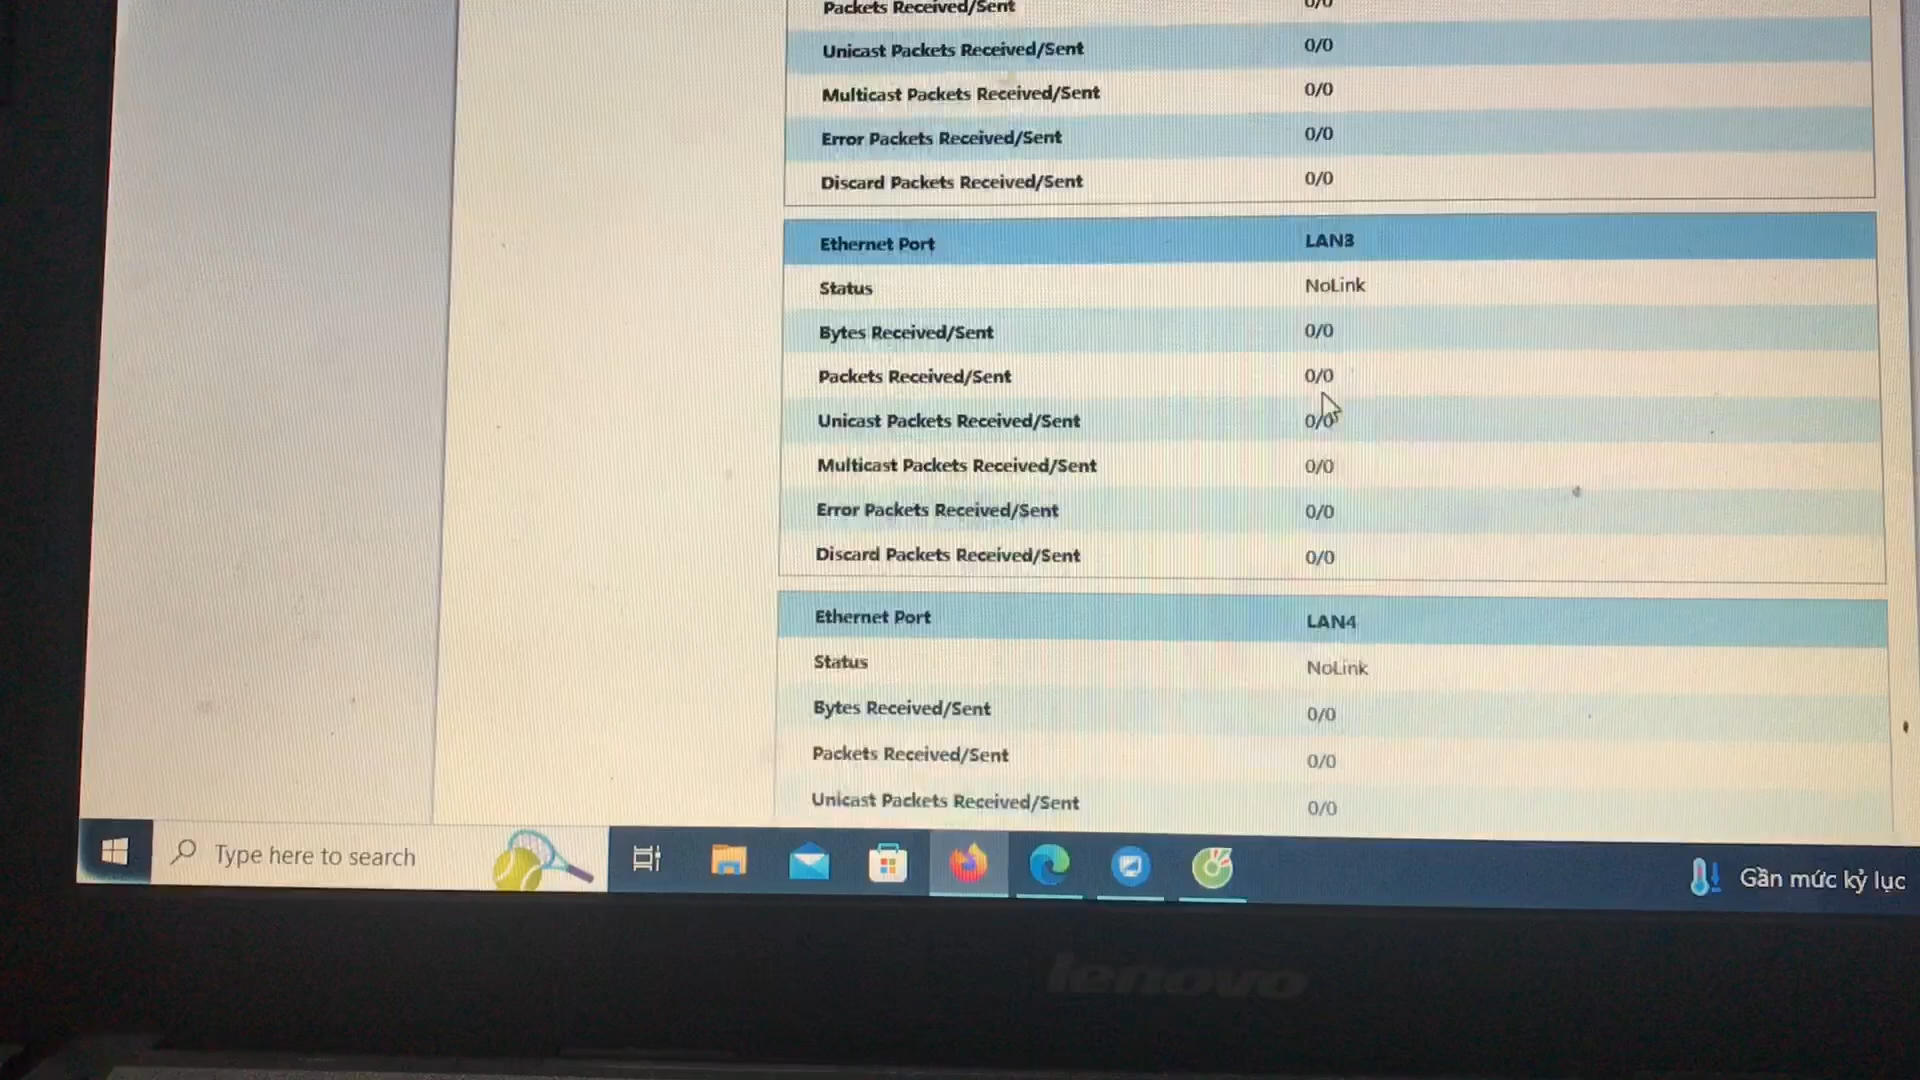 Packets Received/Sent 0/0
Unicast Packets Received/Sent 0/0
Multicast Packets Received/Sent 0/0
Error Packets Received/Sent 0/0
Discard Packets Received/Sent 0/0
Ethernet Port LAN3
Status NoLink
Bytes Received/Sent 0/0
Packets Received/Sent 0/0
Unicast Packets Received/Sent 0/0
Multicast Packets Received/Sent 0/0
Error Packets Received/Sent 0/0
Discard Packets Received/Sent 0/0
Ethernet Port LAN4
Status NoLink
Bytes Received/Sent 0/0
Packets Received/Sent 0/0
Unicast Packets Received/Sent 0/0
Type here to search
Gần mức kỷ lục
lenovo